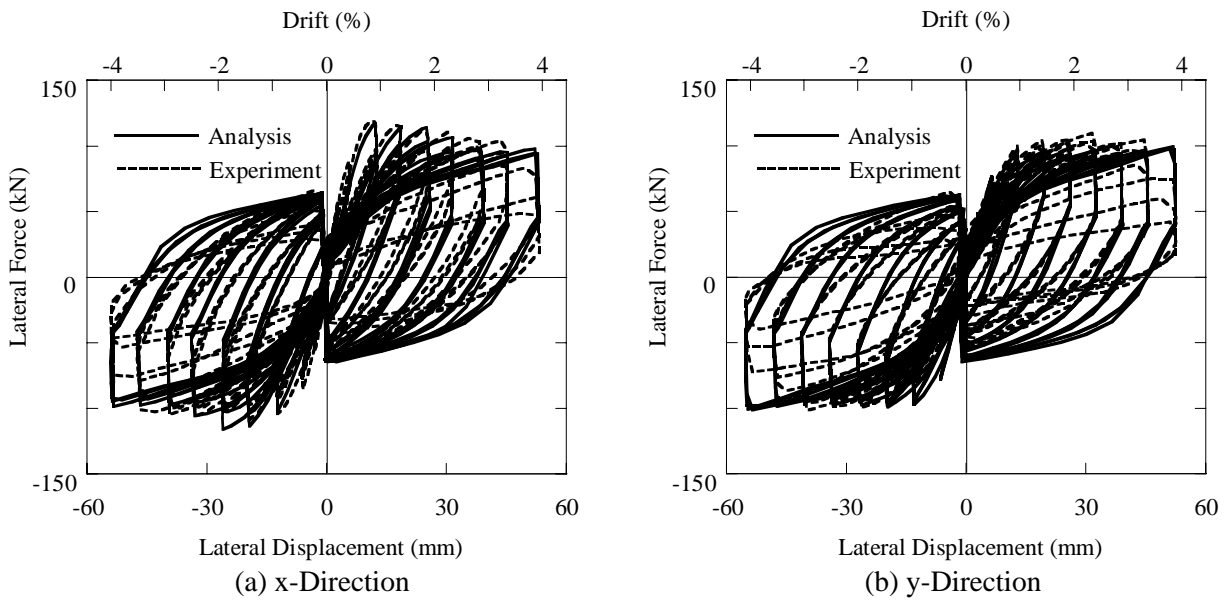 Drift (%)
-4 -2 0 2 4
150
Analysis
Experiment
Lateral Force (kN)
0
-150
-60 -30 0 30 60
Lateral Displacement (mm)
(a) x-Direction
Drift (%)
-4 -2 0 2 4
150
Analysis
Experiment
Lateral Force (kN)
0
-150
-60 -30 0 30 60
Lateral Displacement (mm)
(b) y-Direction